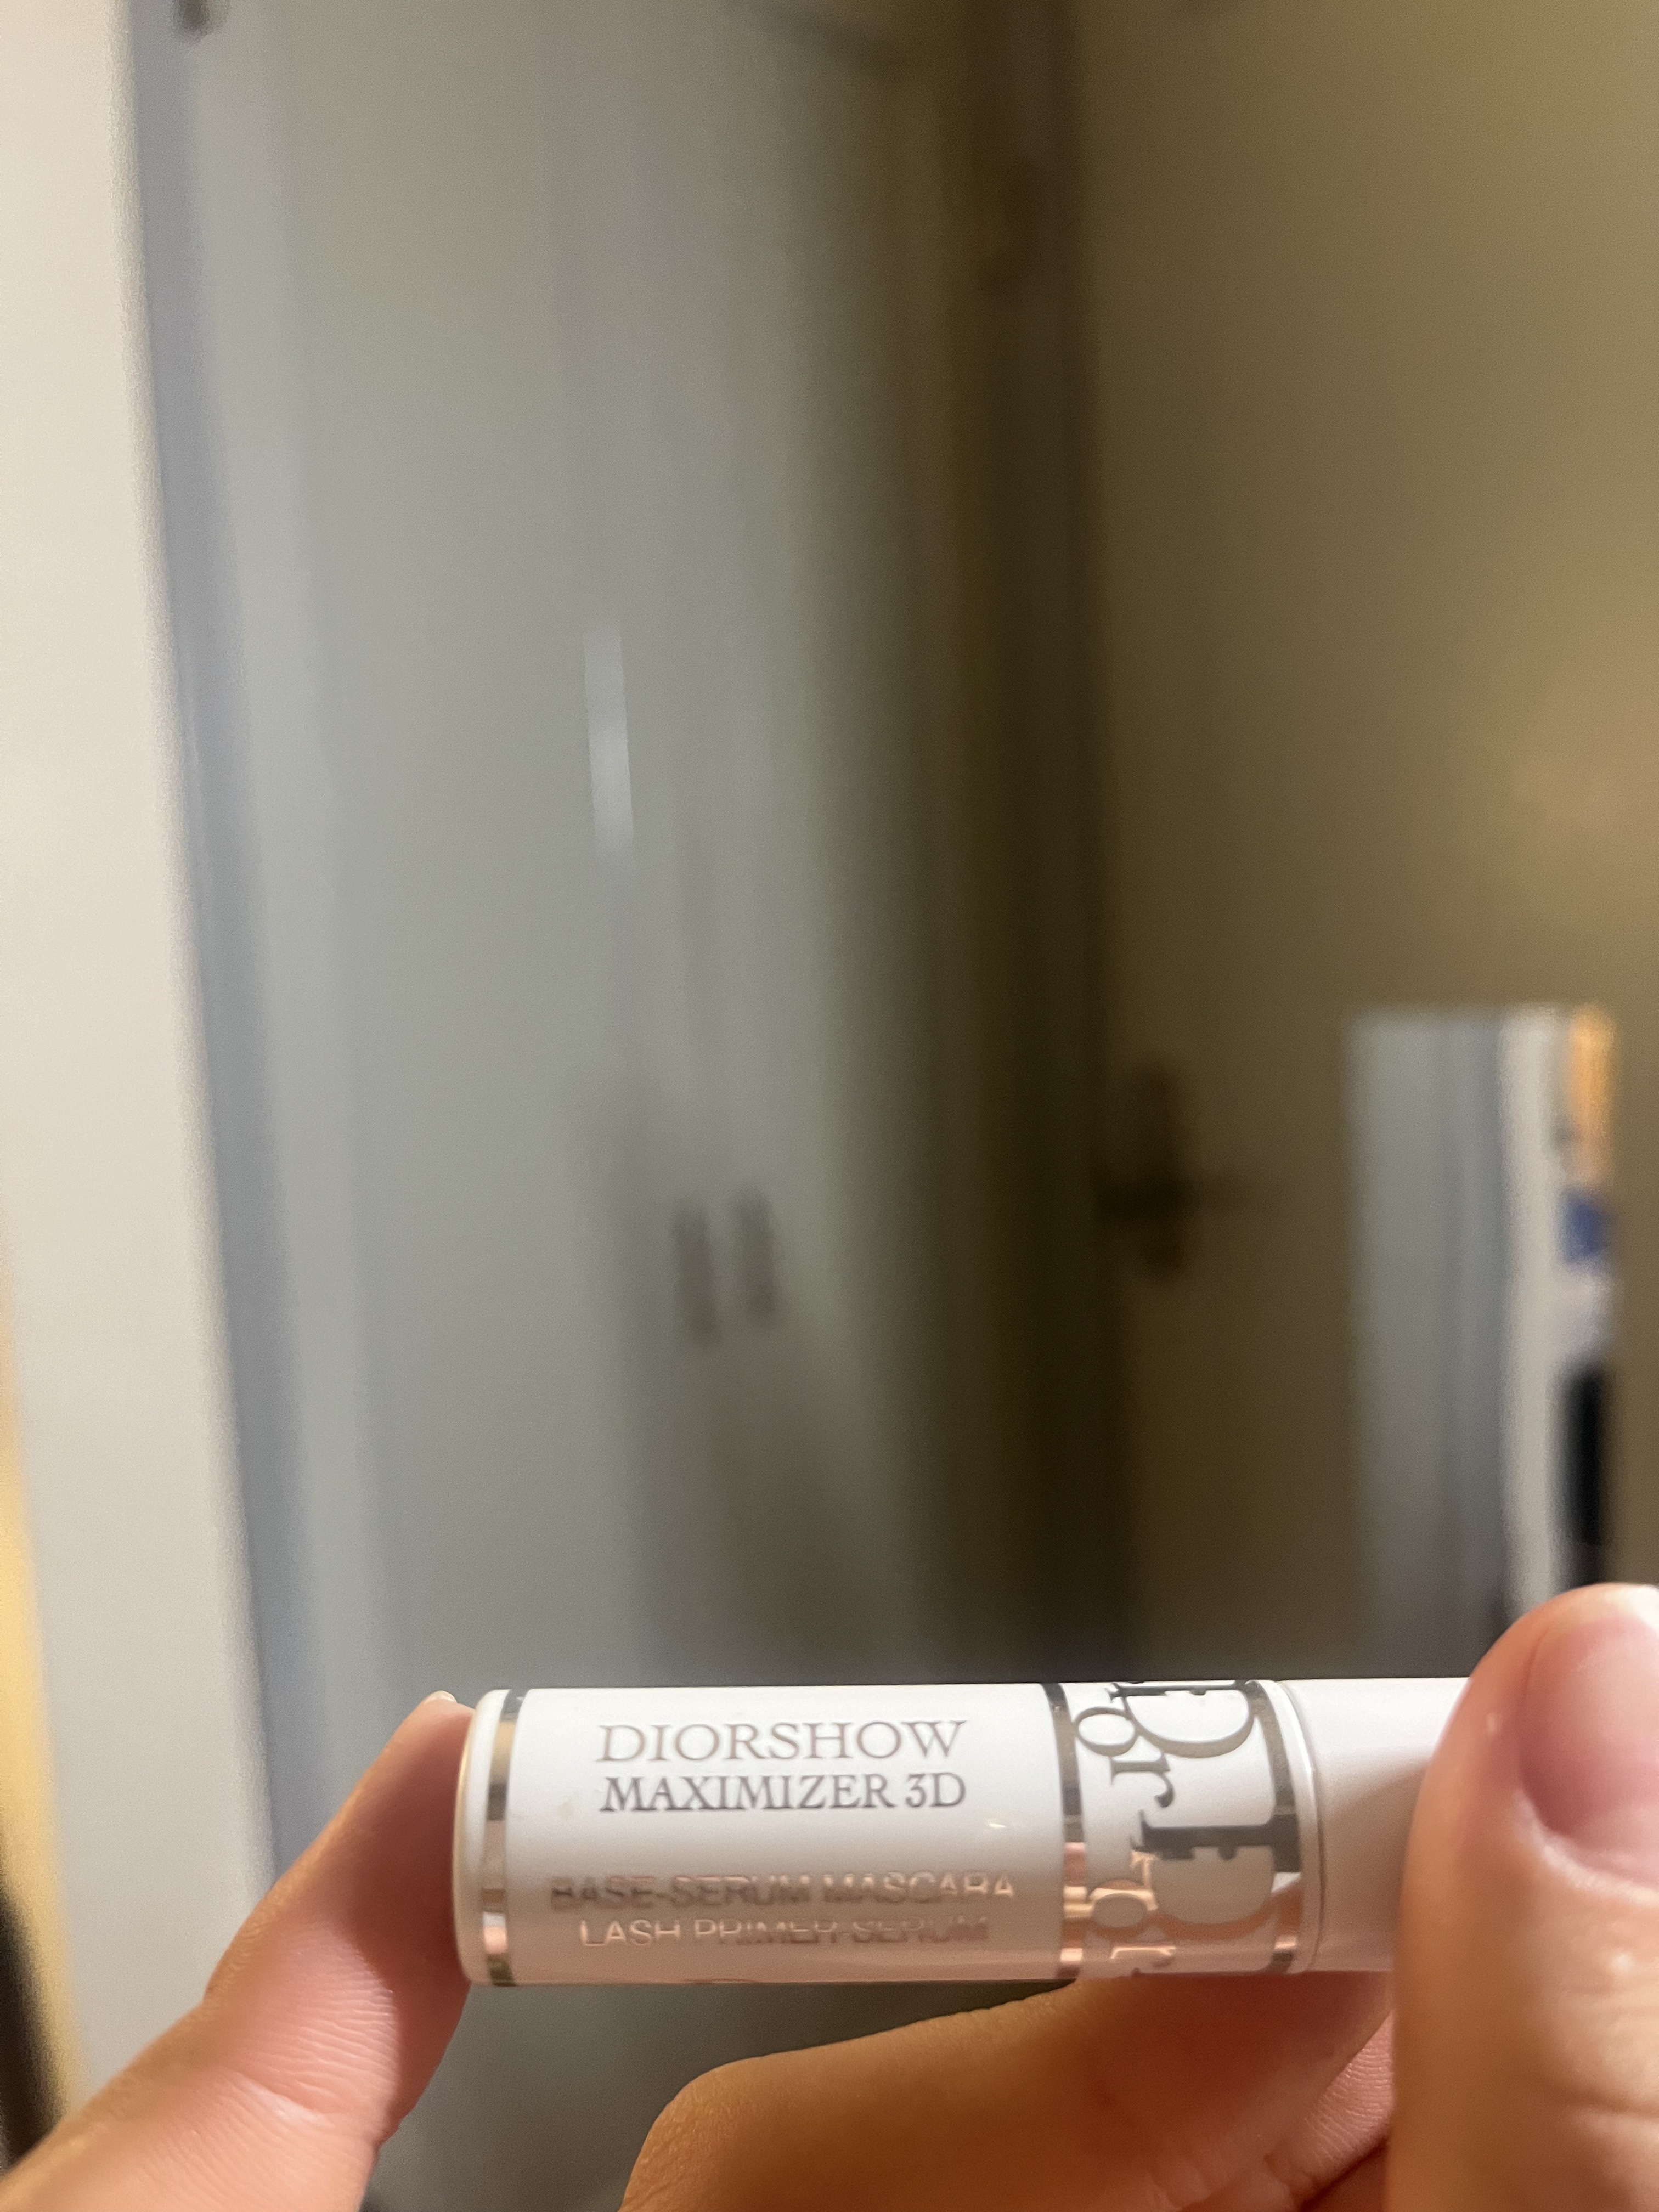 DIORSHOW
MAXIMIZER 3D
BASE-SERUM MASCARA
LASH PRIMER-SERUM
Dior